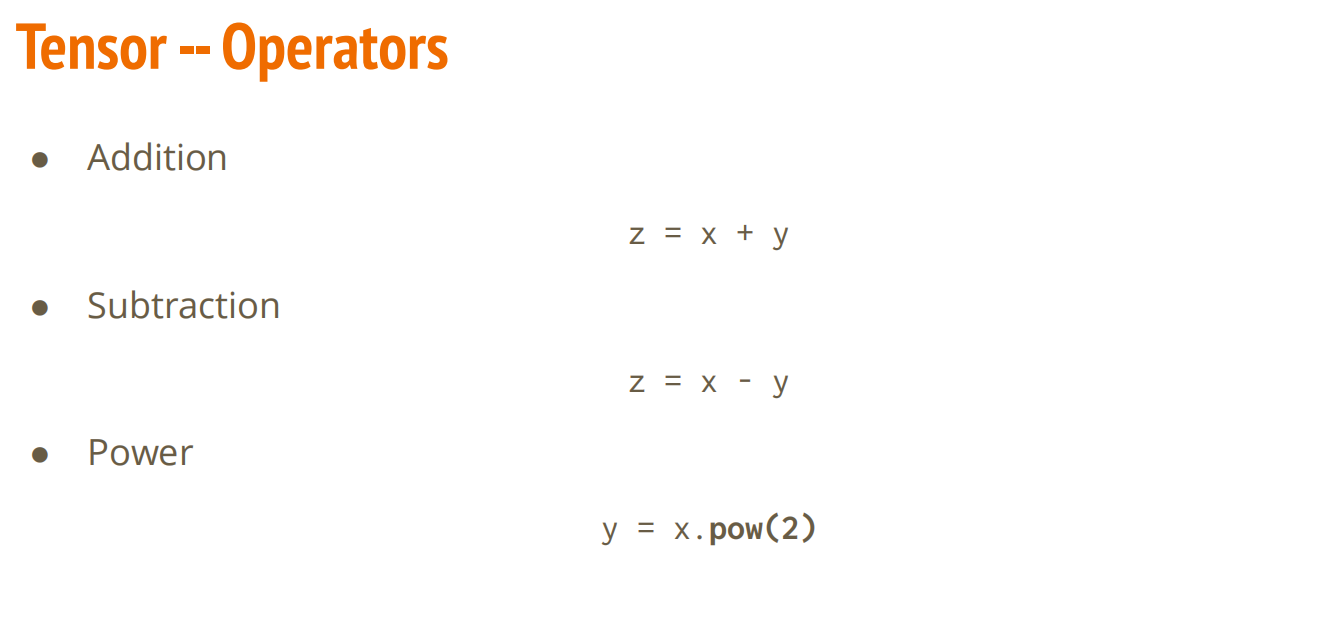 Tensor -- Operators
● Addition
z = x + y
● Subtraction
z = x - y
● Power
y = x.pow(2)